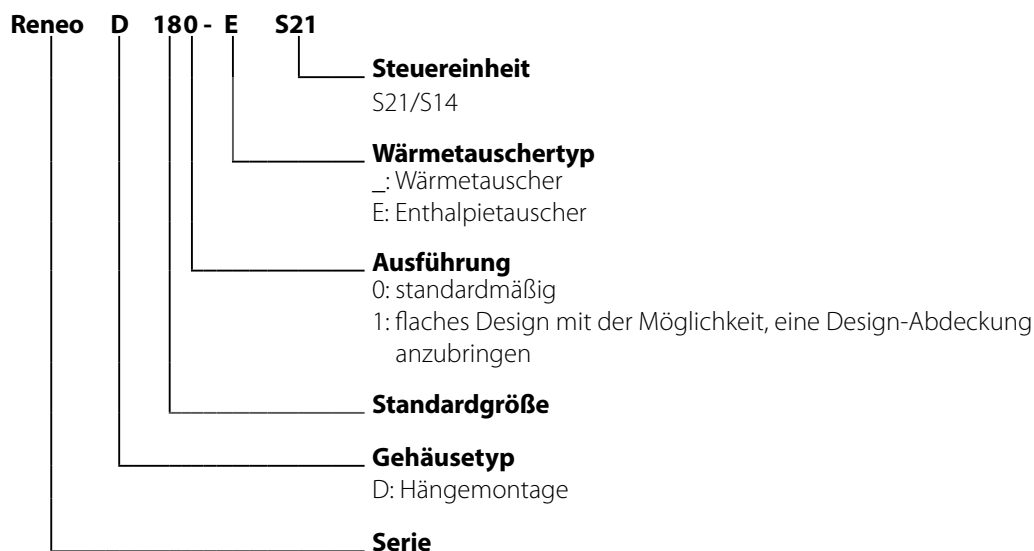 Reneo D 180 - E S21
Steuereinheit
S21/S14
Wärmetauschertyp
_: Wärmetauscher
E: Enthalpietauscher
Ausführung
0: standardmäßig
1: flaches Design mit der Möglichkeit, eine Design-Abdeckung
anzubringen
Standardgröße
Gehäusetyp
D: Hängemontage
Serie